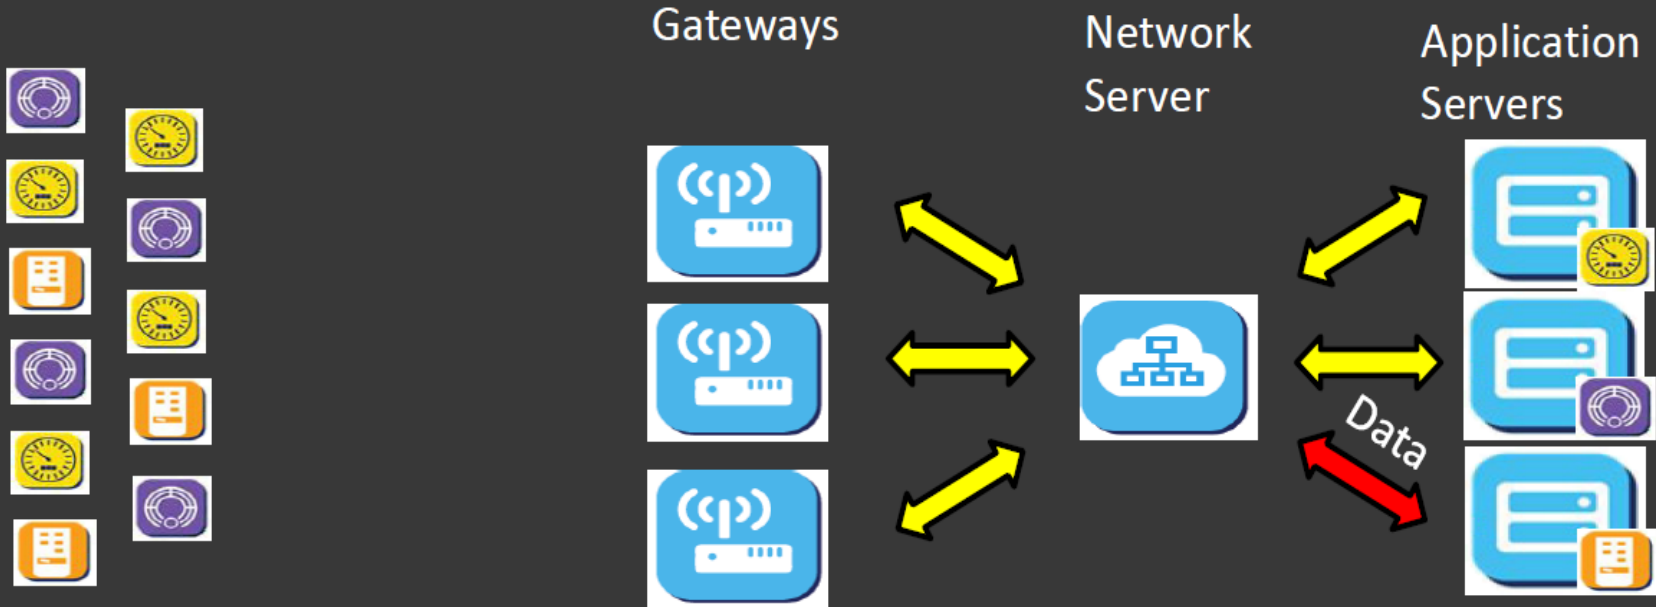 Gateways
Network
Server
Application
Servers
Data